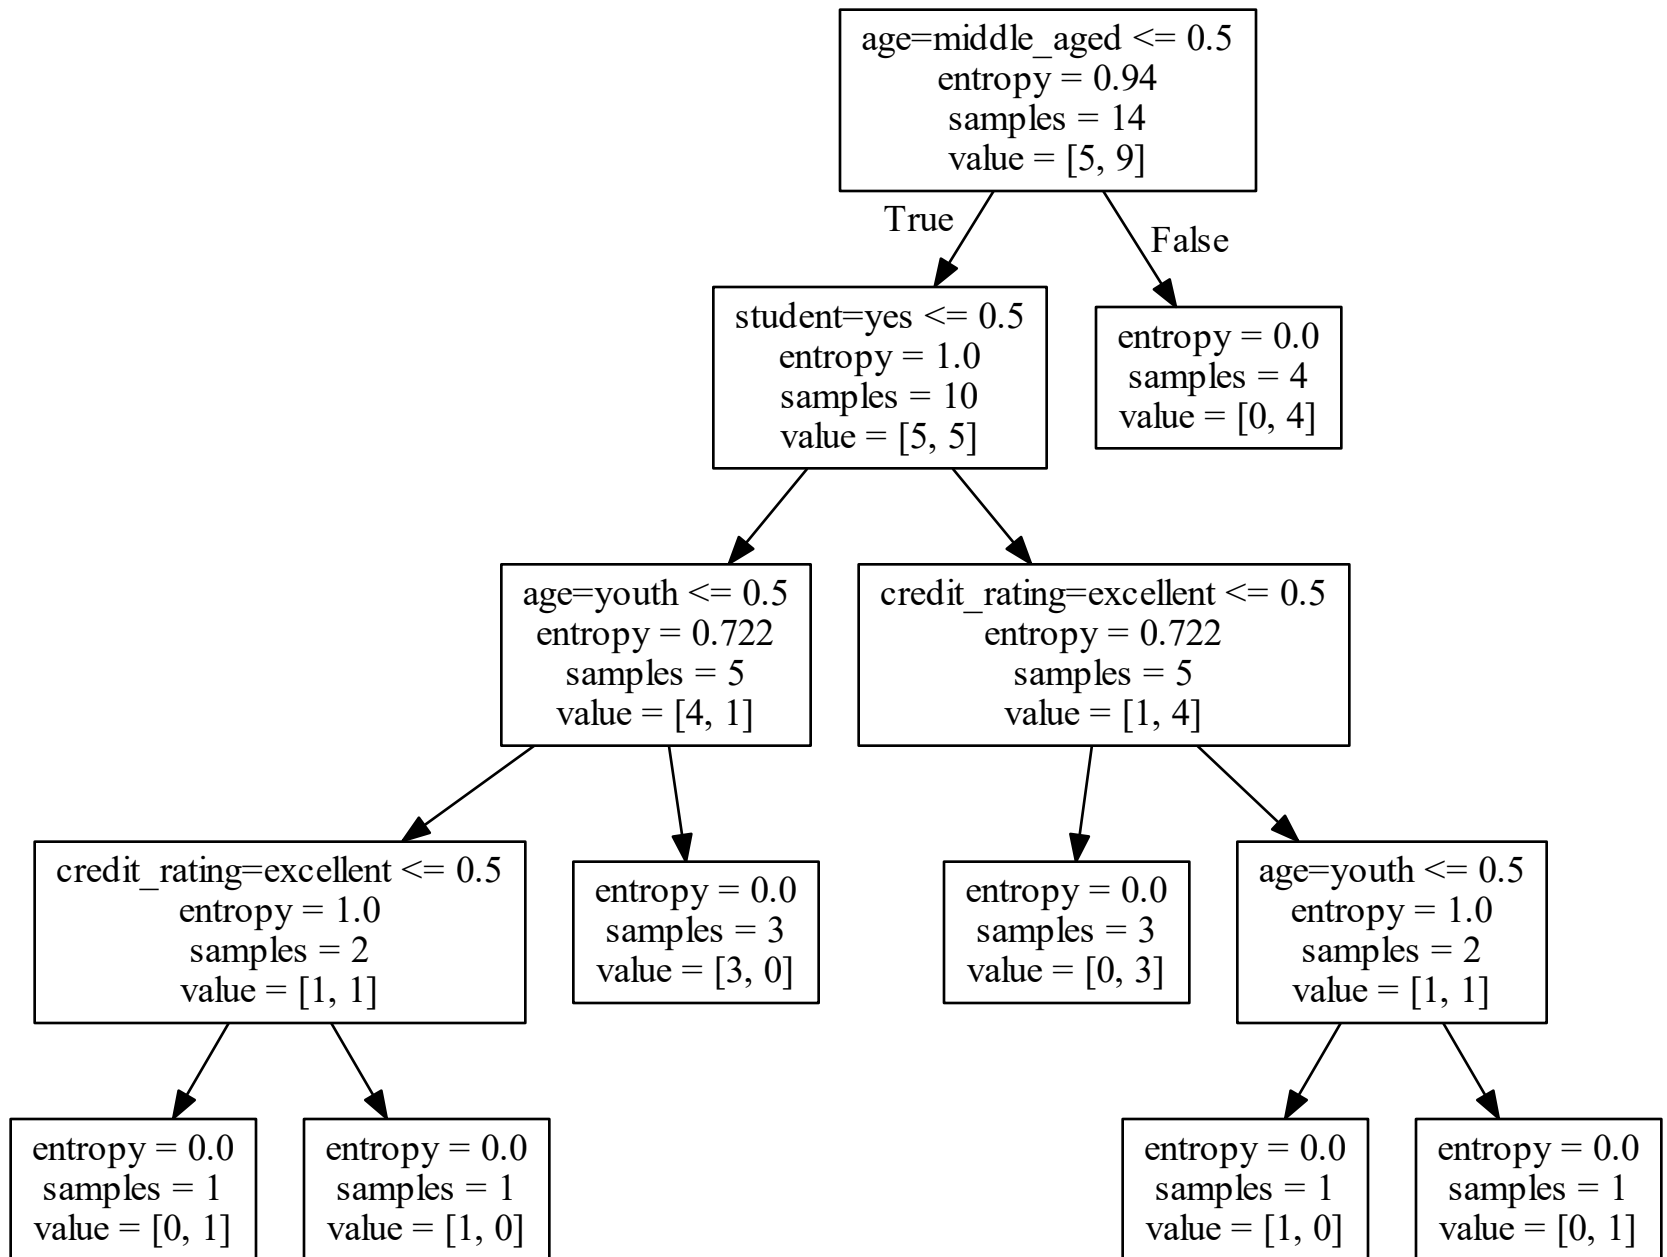 age=middle_aged <= 0.5
entropy = 0.94
samples = 14
value = [5, 9]
True
False
student=yes <= 0.5
entropy = 1.0
samples = 10
value = [5, 5]
entropy = 0.0
samples = 4
value = [0, 4]
age=youth <= 0.5
entropy = 0.722
samples = 5
value = [4, 1]
credit_rating=excellent <= 0.5
entropy = 0.722
samples = 5
value = [1, 4]
credit_rating=excellent <= 0.5
entropy = 1.0
samples = 2
value = [1, 1]
entropy = 0.0
samples = 3
value = [3, 0]
entropy = 0.0
samples = 3
value = [0, 3]
age=youth <= 0.5
entropy = 1.0
samples = 2
value = [1, 1]
entropy = 0.0
samples = 1
value = [0, 1]
entropy = 0.0
samples = 1
value = [1, 0]
entropy = 0.0
samples = 1
value = [1, 0]
entropy = 0.0
samples = 1
value = [0, 1]